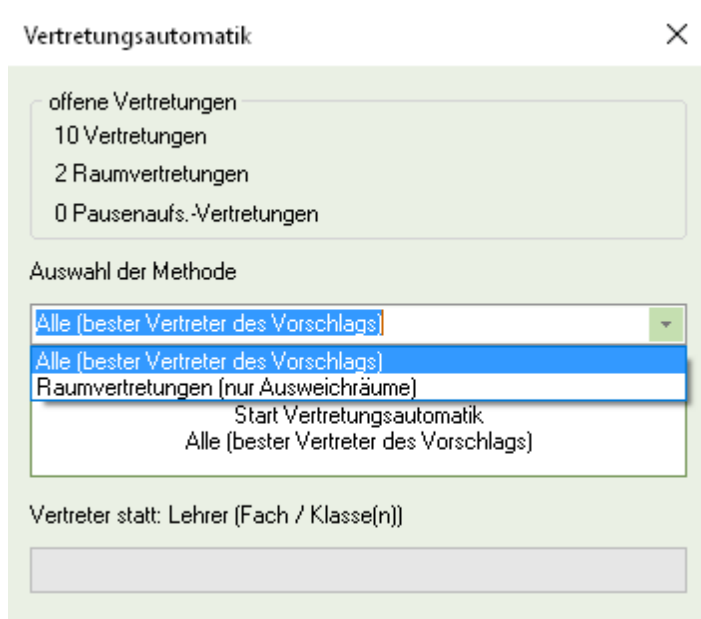 Vertretungsautomatik
offene Vertretungen
10 Vertretungen
2 Raumvertretungen
0 Pausenaufs.-Vertretungen
Auswahl der Methode
Alle (bester Vertreter des Vorschlags)
Alle (bester Vertreter des Vorschlags)
Raumvertretungen (nur Ausweichräume)
Start Vertretungsautomatik
Alle (bester Vertreter des Vorschlags)
Vertreter statt: Lehrer (Fach / Klasse(n))